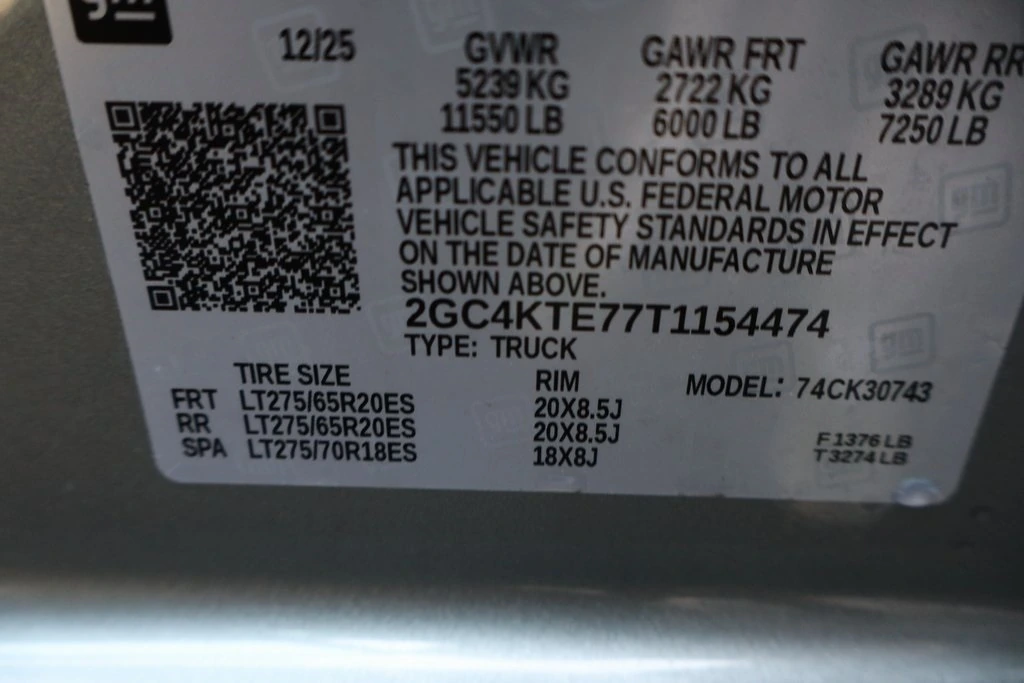 gm
12/25 GVWR GAWR FRT GAWR RR
5239 KG 2722 KG 3289 KG
11550 LB 6000 LB 7250 LB
THIS VEHICLE CONFORMS TO ALL
APPLICABLE U.S. FEDERAL MOTOR
VEHICLE SAFETY STANDARDS IN EFFECT
ON THE DATE OF MANUFACTURE
SHOWN ABOVE.
2GC4KTE77T1154474
TYPE: TRUCK
TIRE SIZE RIM MODEL: 74CK30743
FRT LT275/65R20ES 20X8.5J
RR LT275/65R20ES 20X8.5J F1376 LB
SPA LT275/70R18ES 18X8J T3274 LB